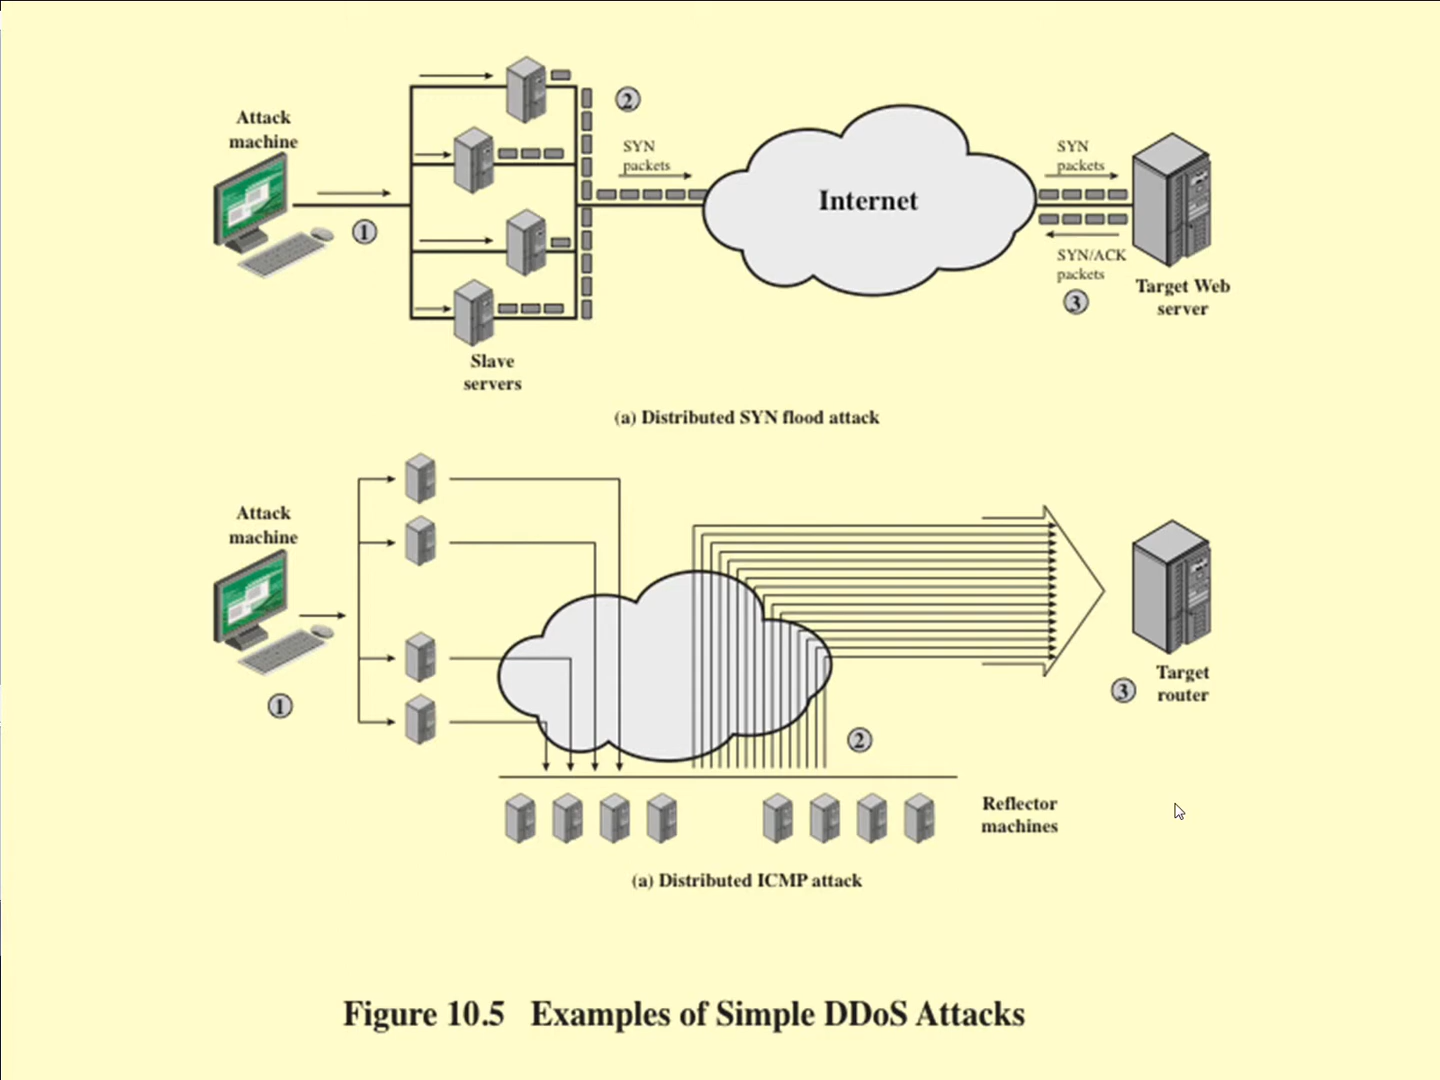 Attack
machine
1
2
SYN
packets
Internet
SYN
packets
SYN/ACK
packets
3
Target Web
server
Slave
servers
(a) Distributed SYN flood attack
Attack
machine
1
2
3
Target
router
Reflector
machines
(a) Distributed ICMP attack
Figure 10.5 Examples of Simple DDoS Attacks